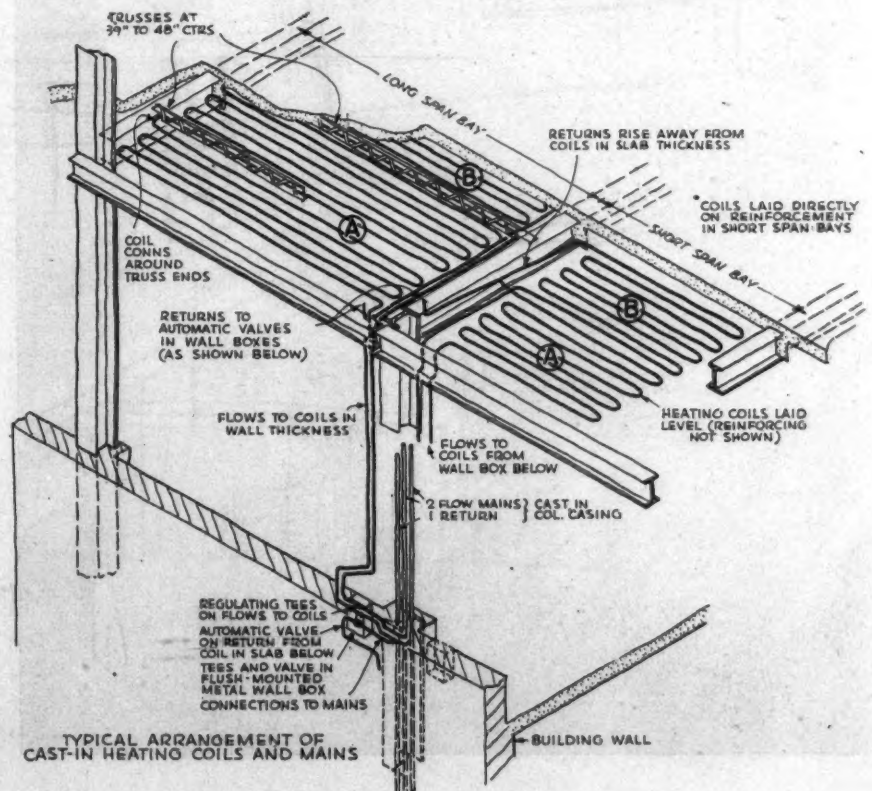 TRUSSES AT
39" TO 48" CTRS
LONG SPAN BAY
RETURNS RISE AWAY FROM
COILS IN SLAB THICKNESS
COILS LAID DIRECTLY
ON REINFORCEMENT
IN SHORT SPAN BAYS
SHORT SPAN BAY
B
A
B
A
COIL
CONNS
AROUND
TRUSS ENDS
RETURNS TO
AUTOMATIC VALVES
IN WALL BOXES
(AS SHOWN BELOW)
HEATING COILS LAID
LEVEL (REINFORCING
NOT SHOWN)
FLOWS TO COILS IN
WALL THICKNESS
FLOWS TO
COILS FROM
WALL BOX BELOW
2 FLOW MAINS } CAST IN
1 RETURN } COL. CASING
REGULATING TEES
ON FLOWS TO COILS
AUTOMATIC VALVE
ON RETURN FROM
COIL IN SLAB BELOW
TEES AND VALVE IN
FLUSH-MOUNTED
METAL WALL BOX
CONNECTIONS TO MAINS
BUILDING WALL
TYPICAL ARRANGEMENT OF
CAST-IN HEATING COILS AND MAINS